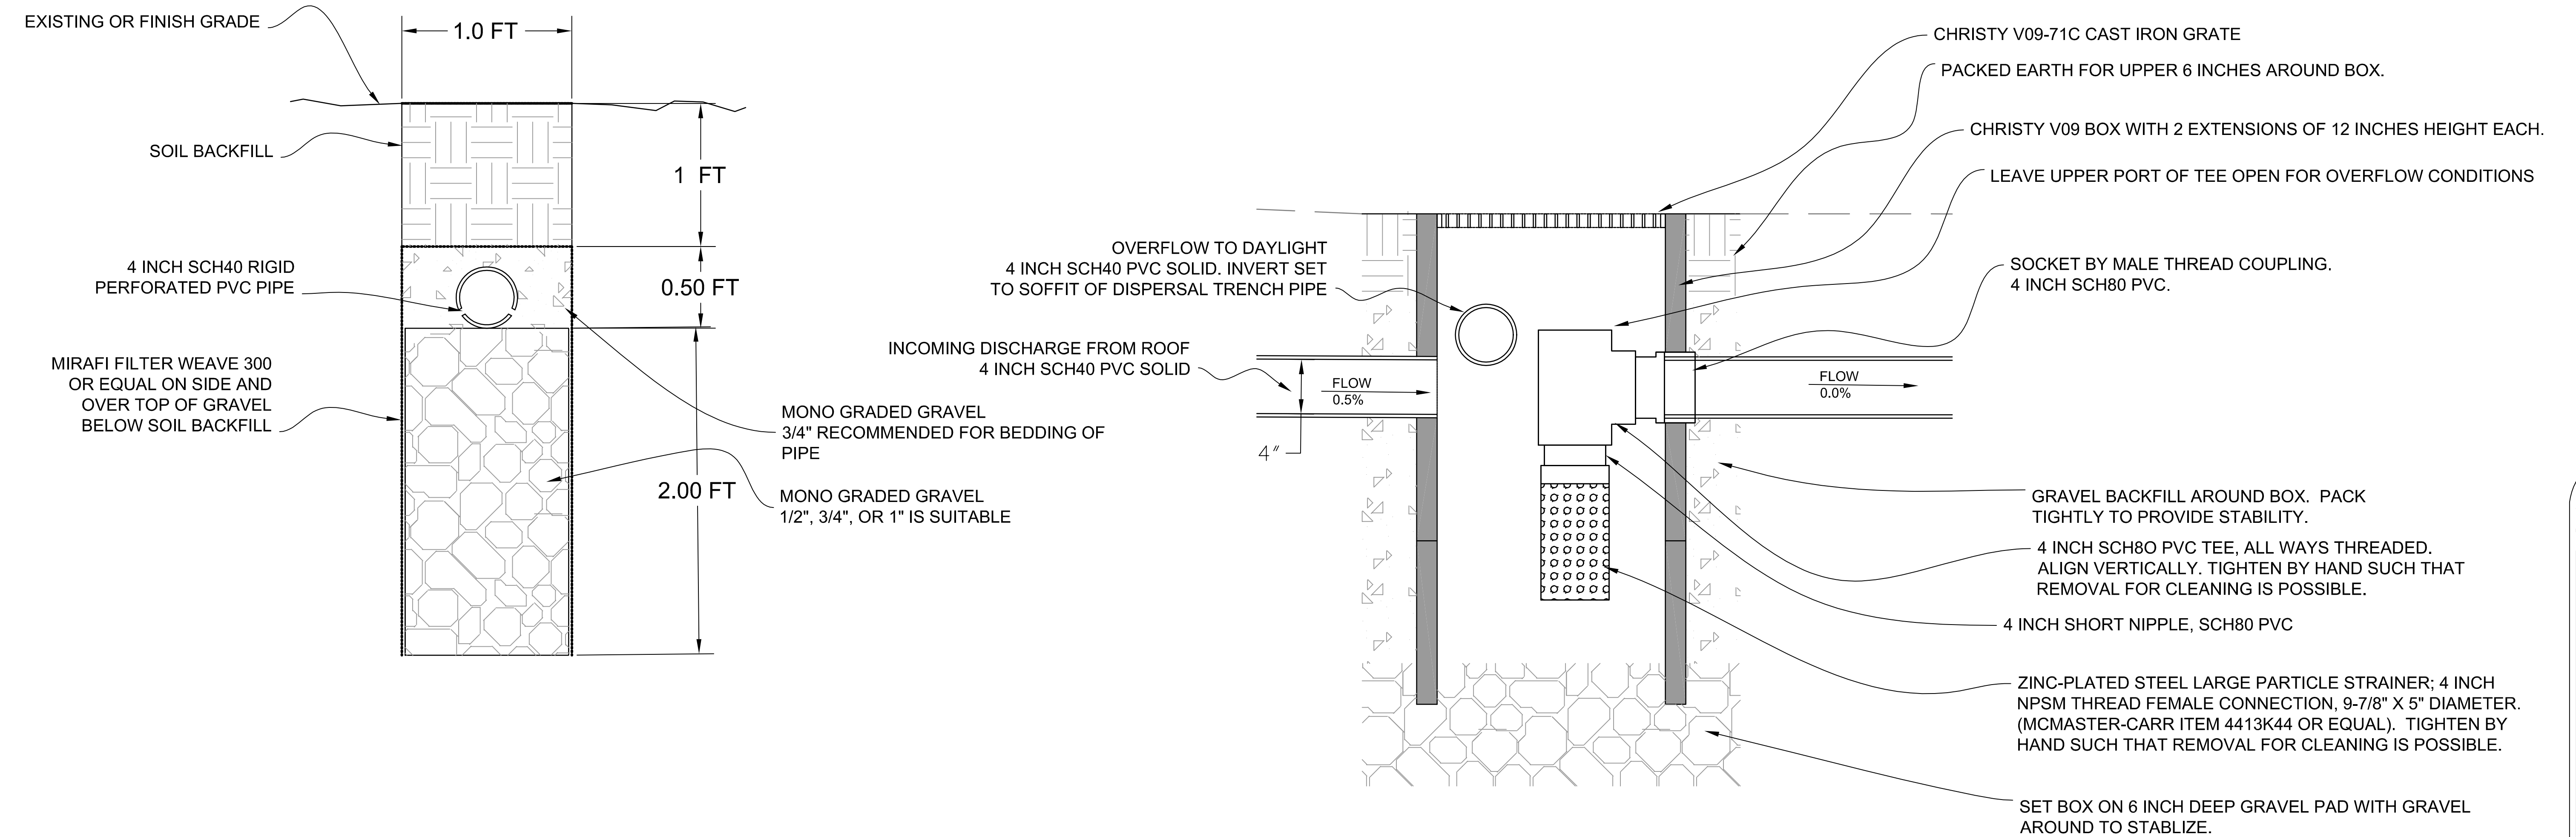 EXISTING OR FINISH GRADE
1.0 FT
SOIL BACKFILL
1 FT
4 INCH SCH40 RIGID
PERFORATED PVC PIPE
0.50 FT
MIRAFI FILTER WEAVE 300
OR EQUAL ON SIDE AND
OVER TOP OF GRAVEL
BELOW SOIL BACKFILL
2.00 FT
MONO GRADED GRAVEL
3/4" RECOMMENDED FOR BEDDING OF
PIPE
MONO GRADED GRAVEL
1/2", 3/4", OR 1" IS SUITABLE
OVERFLOW TO DAYLIGHT
4 INCH SCH40 PVC SOLID. INVERT SET
TO SOFFIT OF DISPERSAL TRENCH PIPE
INCOMING DISCHARGE FROM ROOF
4 INCH SCH40 PVC SOLID
FLOW
0.5%
4"
FLOW
0.0%
CHRISTY V09-71C CAST IRON GRATE
PACKED EARTH FOR UPPER 6 INCHES AROUND BOX.
CHRISTY V09 BOX WITH 2 EXTENSIONS OF 12 INCHES HEIGHT EACH.
LEAVE UPPER PORT OF TEE OPEN FOR OVERFLOW CONDITIONS
SOCKET BY MALE THREAD COUPLING.
4 INCH SCH80 PVC.
GRAVEL BACKFILL AROUND BOX. PACK
TIGHTLY TO PROVIDE STABILITY.
4 INCH SCH8O PVC TEE, ALL WAYS THREADED.
ALIGN VERTICALLY. TIGHTEN BY HAND SUCH THAT
REMOVAL FOR CLEANING IS POSSIBLE.
4 INCH SHORT NIPPLE, SCH80 PVC
ZINC-PLATED STEEL LARGE PARTICLE STRAINER; 4 INCH
NPSM THREAD FEMALE CONNECTION, 9-7/8" X 5" DIAMETER.
(MCMASTER-CARR ITEM 4413K44 OR EQUAL). TIGHTEN BY
HAND SUCH THAT REMOVAL FOR CLEANING IS POSSIBLE.
SET BOX ON 6 INCH DEEP GRAVEL PAD WITH GRAVEL
AROUND TO STABLIZE.